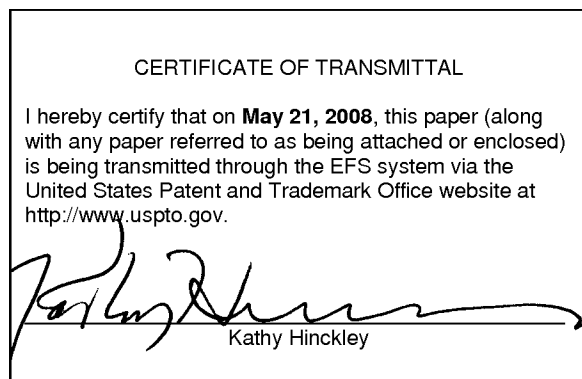 CERTIFICATE OF TRANSMITTAL
I hereby certify that on May 21, 2008, this paper (along
with any paper referred to as being attached or enclosed)
is being transmitted through the EFS system via the
United States Patent and Trademark Office website at
http://www.uspto.gov.
Kathy Hinckley
Kathy Hinckley